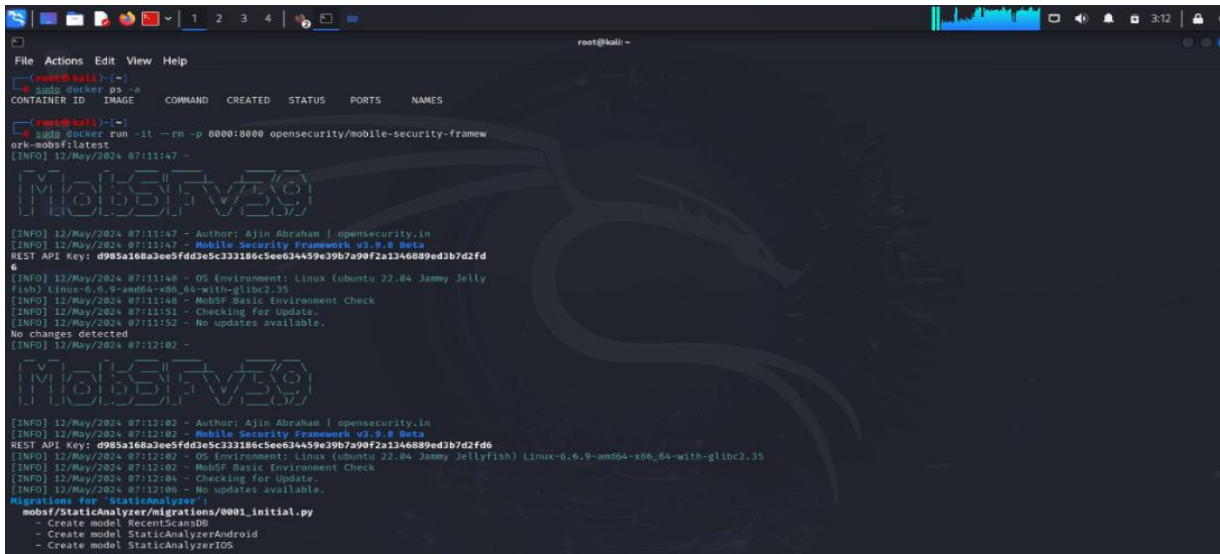 1 2 3 4
3:12
root@kali: ~
File Actions Edit View Help
(root@kali)-[~]
# sudo docker ps -a
CONTAINER ID IMAGE COMMAND CREATED STATUS PORTS NAMES
(root@kali)-[~]
# sudo docker run -it --rm -p 8000:8000 opensecurity/mobile-security-framew
ork-mobsf:latest
[INFO] 12/May/2024 07:11:47 -
MobSFv39
[INFO] 12/May/2024 07:11:47 - Author: Ajin Abraham | opensecurity.in
[INFO] 12/May/2024 07:11:47 - Mobile Security Framework v3.9.8 Beta
REST API Key: d985a168a3ee5fdd3e5c333186c5ee634459e39b7a90f2a1346889ed3b7d2fd
6
[INFO] 12/May/2024 07:11:48 - OS Environment: Linux (ubuntu 22.04 Jammy Jelly
fish) Linux-6.6.9-amd64-x86_64-with-glibc2.35
[INFO] 12/May/2024 07:11:48 - MobSF Basic Environment Check
[INFO] 12/May/2024 07:11:51 - Checking for Update.
[INFO] 12/May/2024 07:11:52 - No updates available.
No changes detected
[INFO] 12/May/2024 07:12:02 -
MobSFv39
[INFO] 12/May/2024 07:12:02 - Author: Ajin Abraham | opensecurity.in
[INFO] 12/May/2024 07:12:02 - Mobile Security Framework v3.9.8 Beta
REST API Key: d985a168a3ee5fdd3e5c333186c5ee634459e39b7a90f2a1346889ed3b7d2fd6
[INFO] 12/May/2024 07:12:02 - OS Environment: Linux (ubuntu 22.04 Jammy Jellyfish) Linux-6.6.9-amd64-x86_64-with-glibc2.35
[INFO] 12/May/2024 07:12:02 - MobSF Basic Environment Check
[INFO] 12/May/2024 07:12:04 - Checking for Update.
[INFO] 12/May/2024 07:12:06 - No updates available.
Migrations for 'StaticAnalyzer':
mobsf/StaticAnalyzer/migrations/0001_initial.py
- Create model RecentScansDB
- Create model StaticAnalyzerAndroid
- Create model StaticAnalyzerIOS